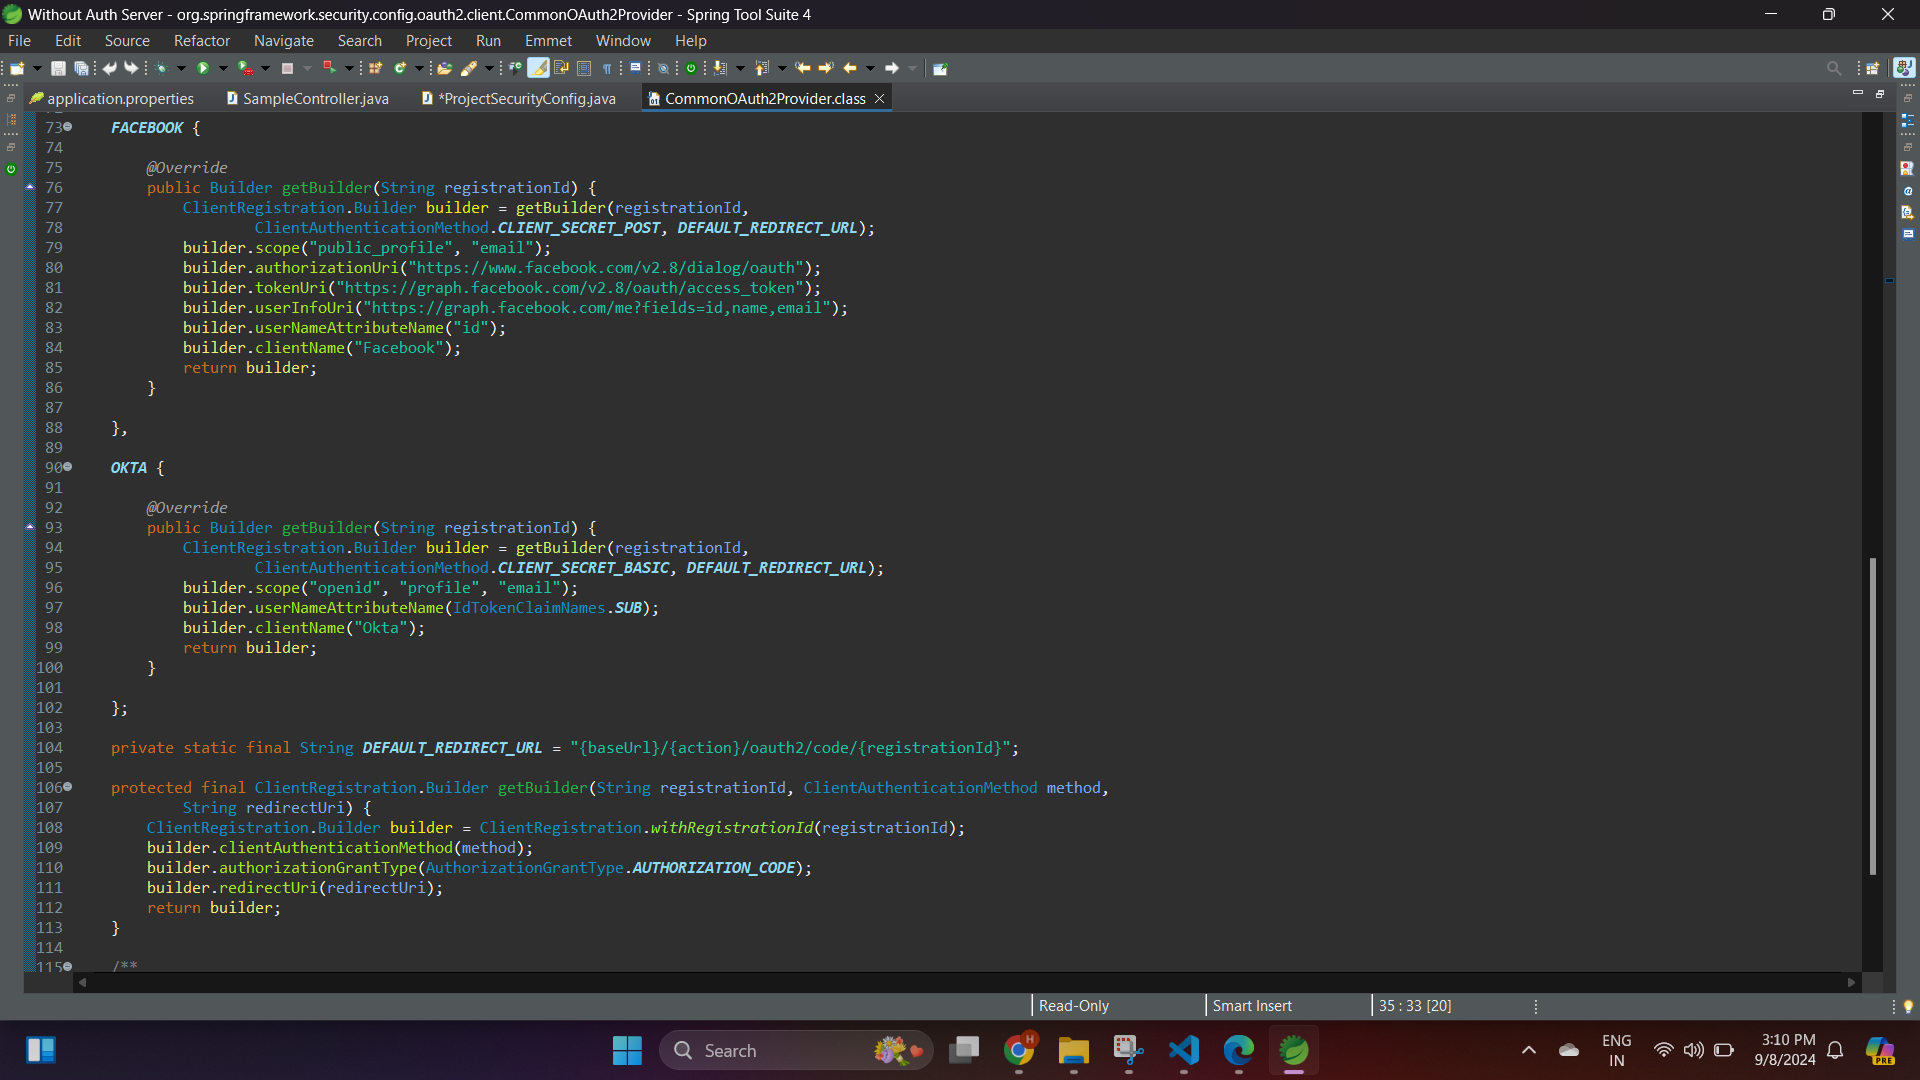 Without Auth Server - org.springframework.security.config.oauth2.client.CommonOAuth2Provider - Spring Tool Suite 4
File Edit Source Refactor Navigate Search Project Run Emmet Window Help
application.properties SampleController.java *ProjectSecurityConfig.java CommonOAuth2Provider.class
73 FACEBOOK {
74
75 @Override
76 public Builder getBuilder(String registrationId) {
77 ClientRegistration.Builder builder = getBuilder(registrationId,
78 ClientAuthenticationMethod.CLIENT_SECRET_POST, DEFAULT_REDIRECT_URL);
79 builder.scope("public_profile", "email");
80 builder.authorizationUri("https://www.facebook.com/v2.8/dialog/oauth");
81 builder.tokenUri("https://graph.facebook.com/v2.8/oauth/access_token");
82 builder.userInfoUri("https://graph.facebook.com/me?fields=id,name,email");
83 builder.userNameAttributeName("id");
84 builder.clientName("Facebook");
85 return builder;
86 }
87
88 },
89
90 OKTA {
91
92 @Override
93 public Builder getBuilder(String registrationId) {
94 ClientRegistration.Builder builder = getBuilder(registrationId,
95 ClientAuthenticationMethod.CLIENT_SECRET_BASIC, DEFAULT_REDIRECT_URL);
96 builder.scope("openid", "profile", "email");
97 builder.userNameAttributeName(IdTokenClaimNames.SUB);
98 builder.clientName("Okta");
99 return builder;
100 }
101
102 };
103
104 private static final String DEFAULT_REDIRECT_URL = "{baseUrl}/{action}/oauth2/code/{registrationId}";
105
106 protected final ClientRegistration.Builder getBuilder(String registrationId, ClientAuthenticationMethod method,
107 String redirectUri) {
108 ClientRegistration.Builder builder = ClientRegistration.withRegistrationId(registrationId);
109 builder.clientAuthenticationMethod(method);
110 builder.authorizationGrantType(AuthorizationGrantType.AUTHORIZATION_CODE);
111 builder.redirectUri(redirectUri);
112 return builder;
113 }
114
115 /**
Read-Only Smart Insert 35 : 33 [20]
Search
ENG
IN
3:10 PM
9/8/2024
PRE